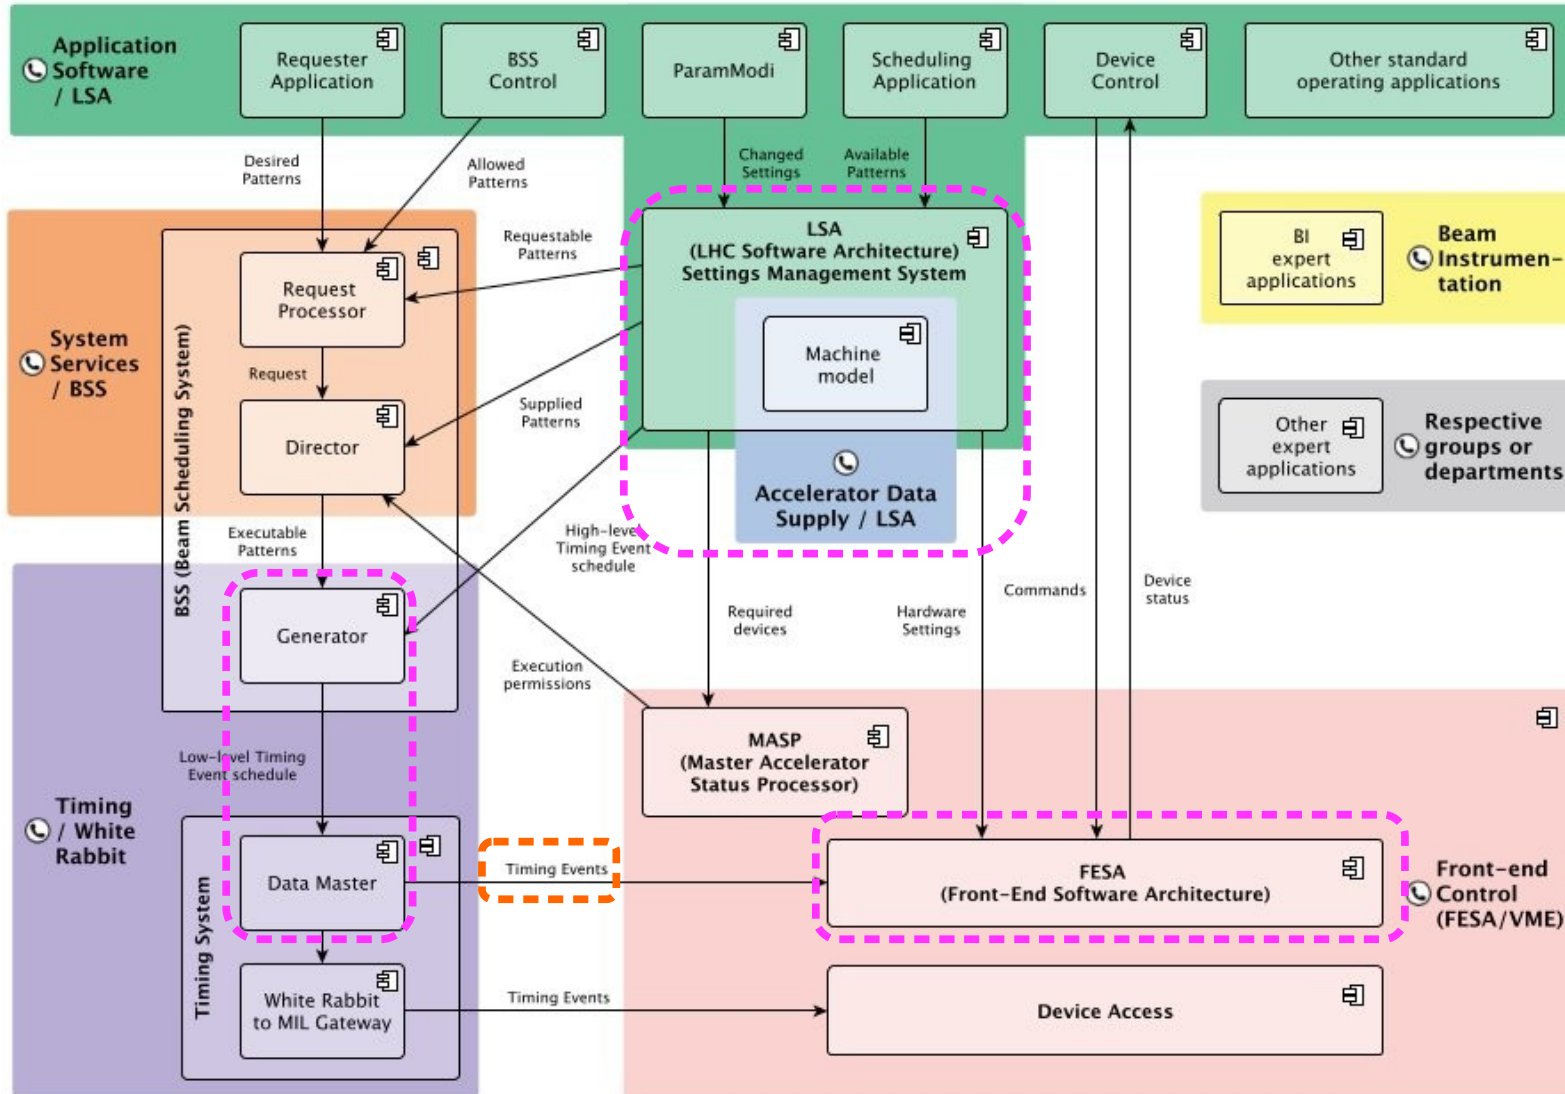 Application
Software
/ LSA
Requester
Application
BSS
Control
ParamModi
Scheduling
Application
Device
Control
Other standard
operating applications
Desired
Patterns
Allowed
Patterns
Changed
Settings
Available
Patterns
System
Services
/ BSS
BSS (Beam Scheduling System)
Request
Processor
Request
Director
Executable
Patterns
Requestable
Patterns
Supplied
Patterns
High-level
Timing Event
schedule
Execution
permissions
LSA
(LHC Software Architecture)
Settings Management System
Machine
model
Accelerator Data
Supply / LSA
BI
expert
applications
Beam
Instrumen-
tation
Other
expert
applications
Respective
groups or
departments
Required
devices
Hardware
Settings
Commands
Device
status
Timing
/ White
Rabbit
Generator
Low-level Timing
Event schedule
Timing System
Data Master
White Rabbit
to MIL Gateway
Timing Events
Timing Events
MASP
(Master Accelerator
Status Processor)
FESA
(Front-End Software Architecture)
Device Access
Front-end
Control
(FESA/VME)